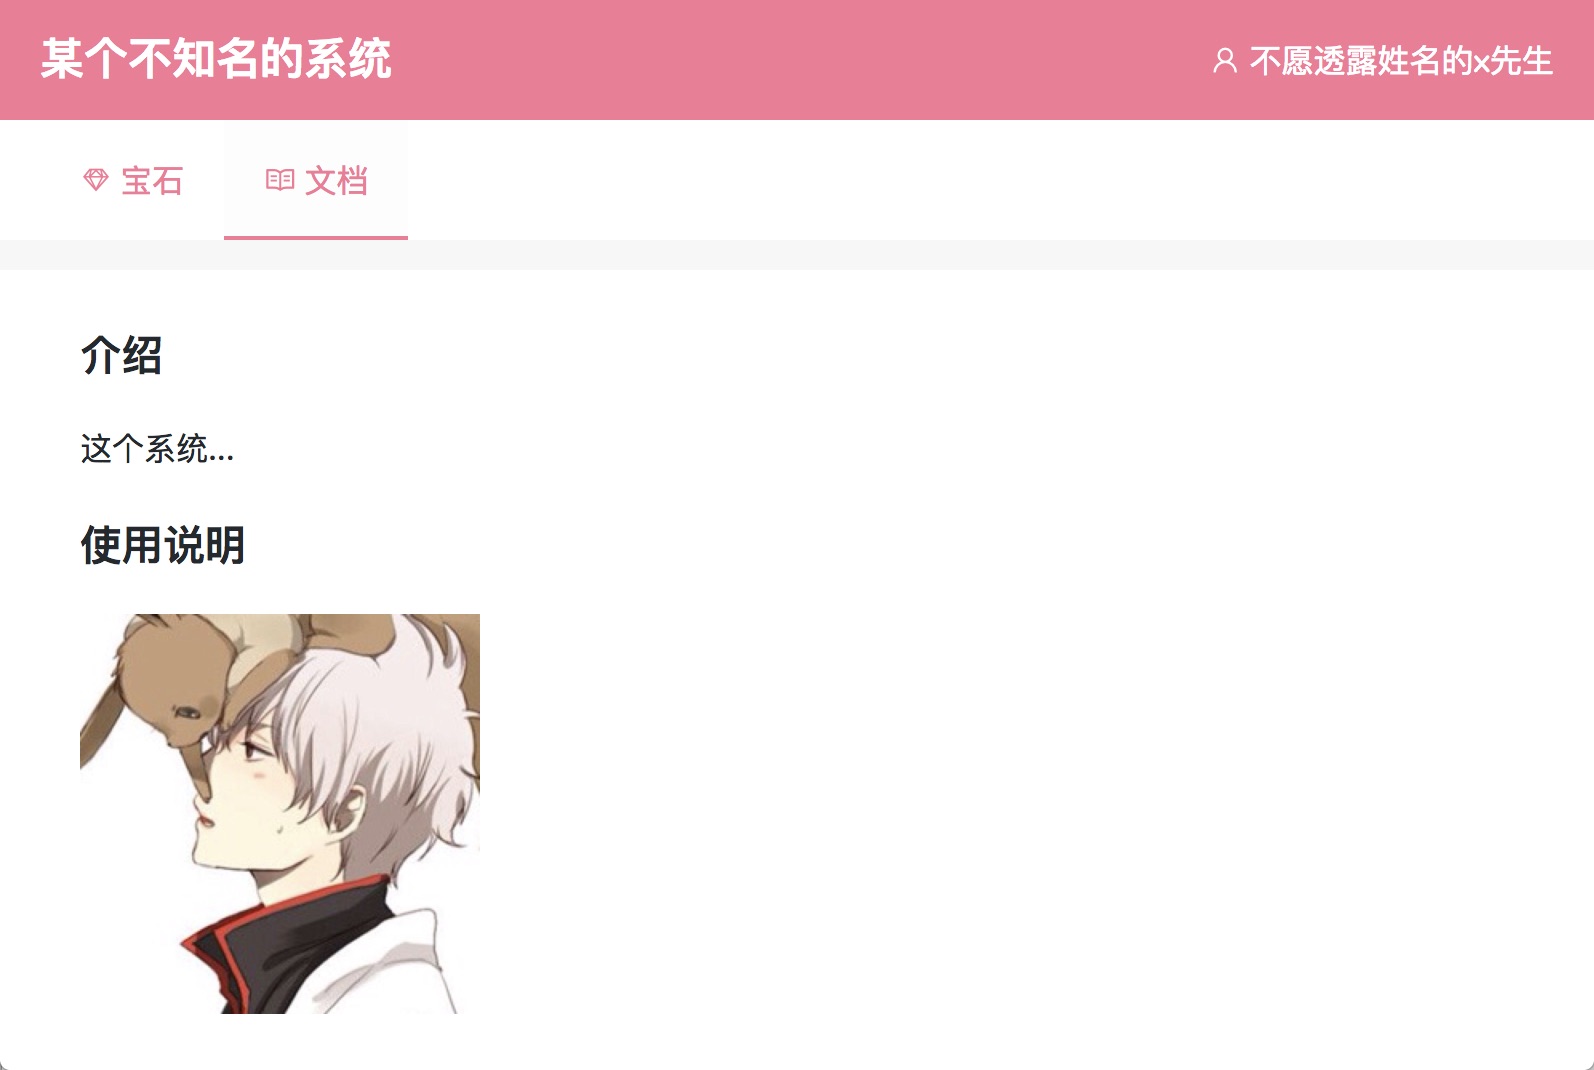 某个不知名的系统
不愿透露姓名的x先生
宝石
文档
介绍
这个系统...
使用说明